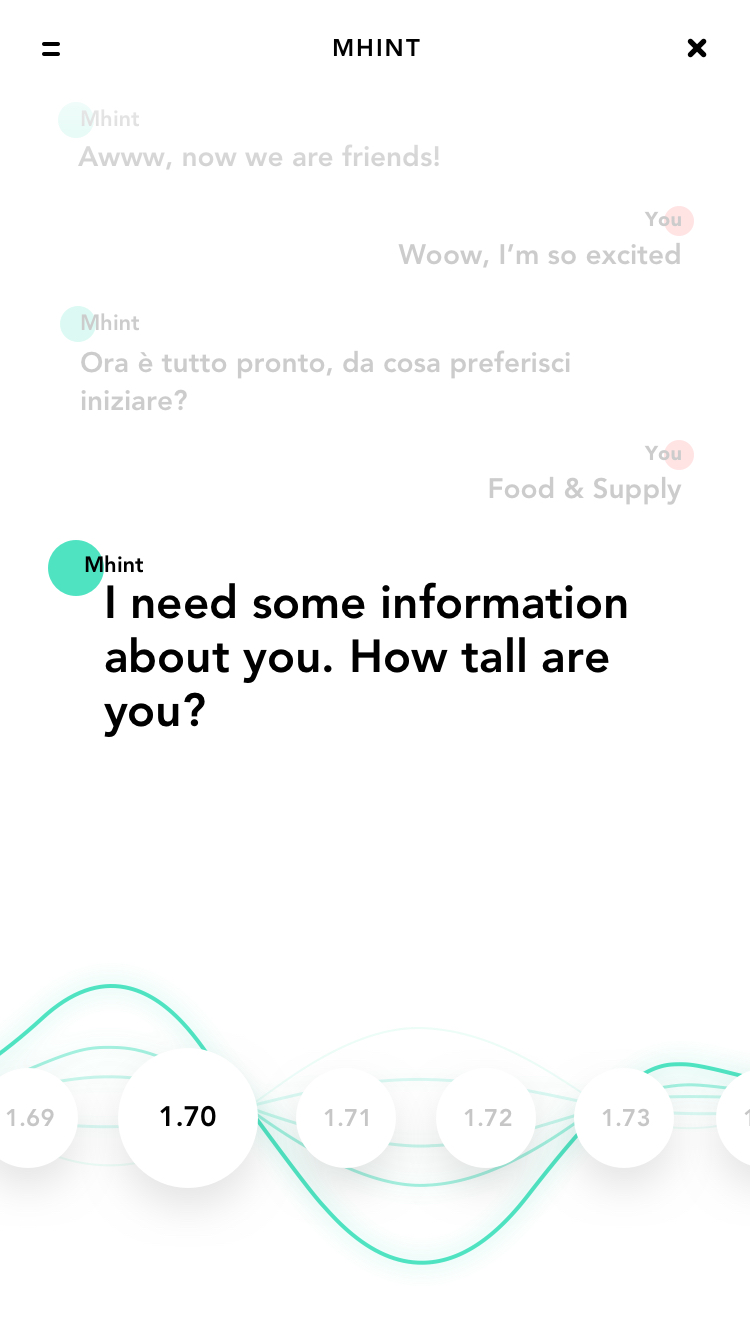 MHINT
Mhint
Awww, now we are friends!
You
Woow, I’m so excited
Mhint
Ora è tutto pronto, da cosa preferisci
iniziare?
You
Food & Supply
Mhint
I need some information
about you. How tall are
you?
1.69 1.70 1.71 1.72 1.73